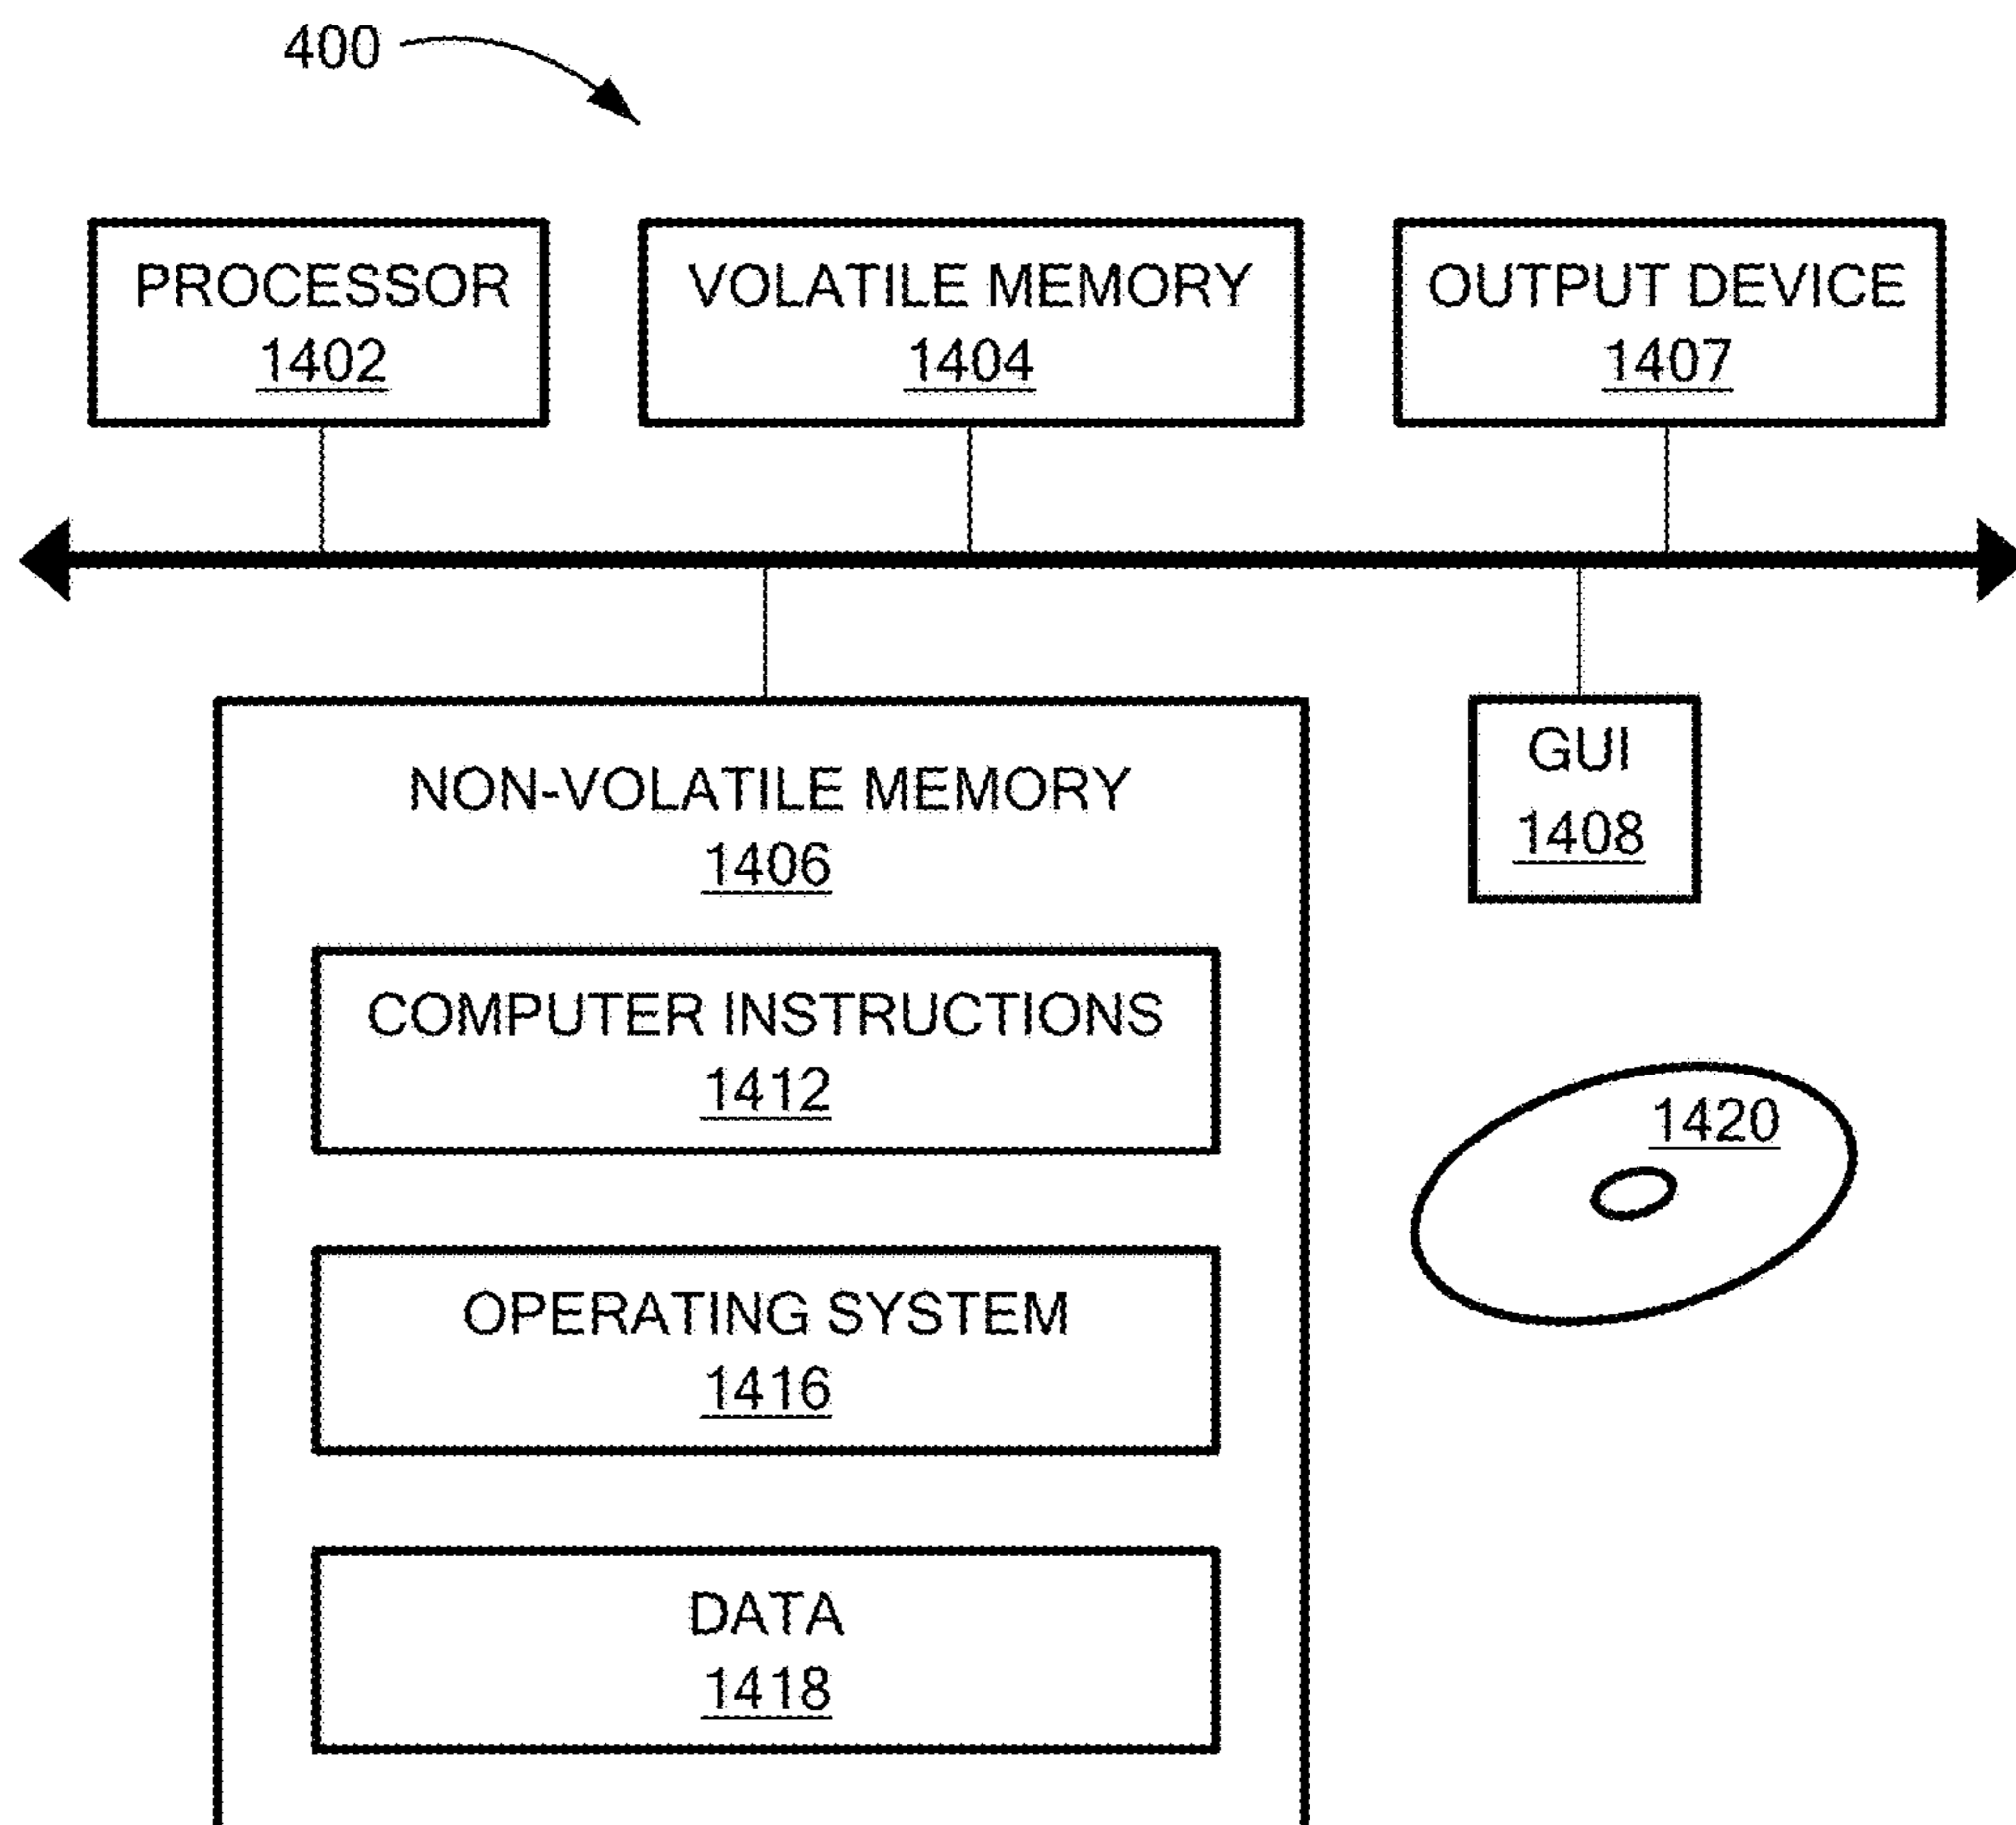 400
PROCESSOR
1402
VOLATILE MEMORY
1404
OUTPUT DEVICE
1407
NON-VOLATILE MEMORY
1406
GUI
1408
COMPUTER INSTRUCTIONS
1412
1420
OPERATING SYSTEM
1416
DATA
1418